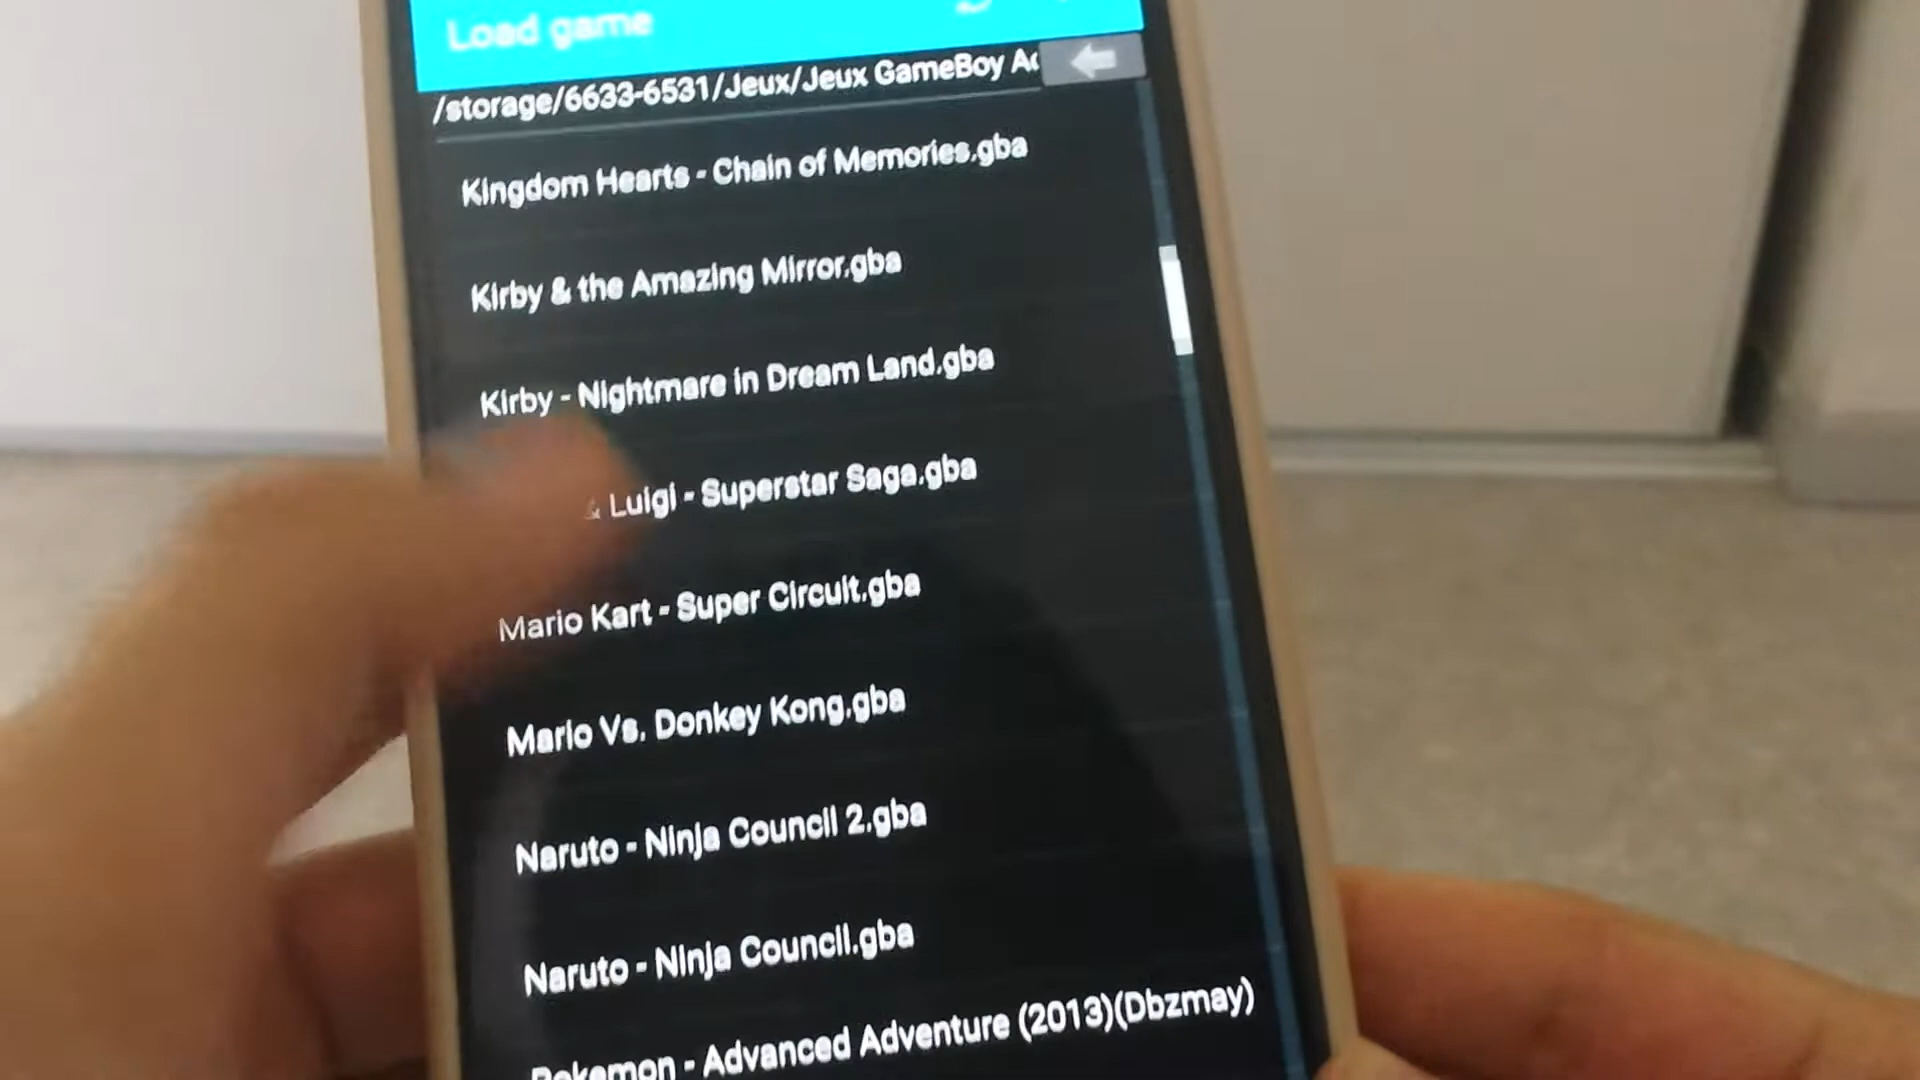 Load game
/storage/6633-6531/Jeux/Jeux GameBoy Ad
Kingdom Hearts - Chain of Memories.gba
Kirby & the Amazing Mirror.gba
Kirby - Nightmare in Dream Land.gba
& Luigi - Superstar Saga.gba
Mario Kart - Super Circuit.gba
Mario Vs. Donkey Kong.gba
Naruto - Ninja Council 2.gba
Naruto - Ninja Council.gba
Pokemon - Advanced Adventure (2013)(Dbzmay)